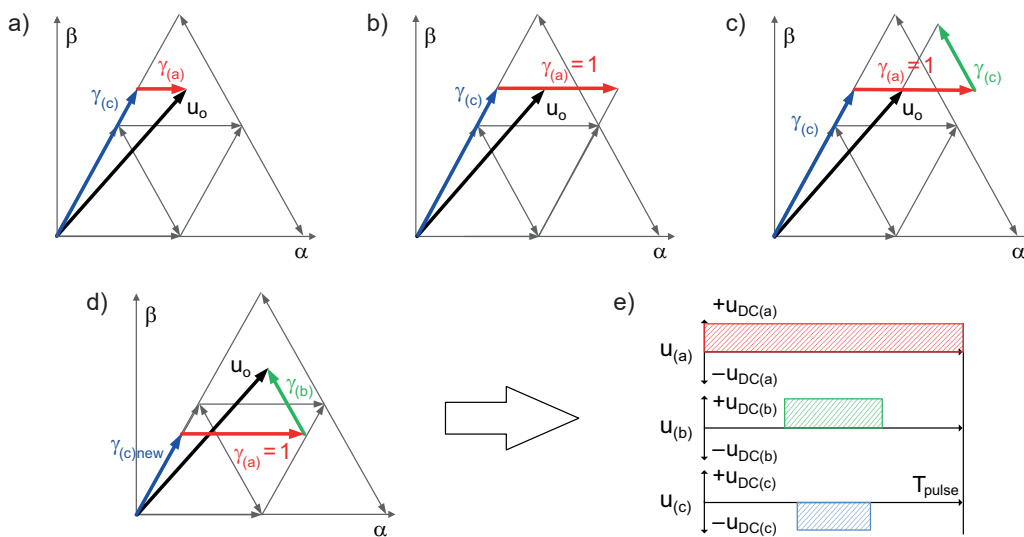 a)
β
γ(a)
γ(c)
uo
α
b)
β
γ(a) = 1
γ(c)
uo
α
c)
β
γ(a) = 1
γ(c)
γ(c)
uo
α
d)
β
uo
γ(b)
γ(c)new
γ(a) = 1
α
e)
+uDC(a)
u(a)
−uDC(a)
+uDC(b)
u(b)
−uDC(b)
+uDC(c)
Tpulse
u(c)
−uDC(c)